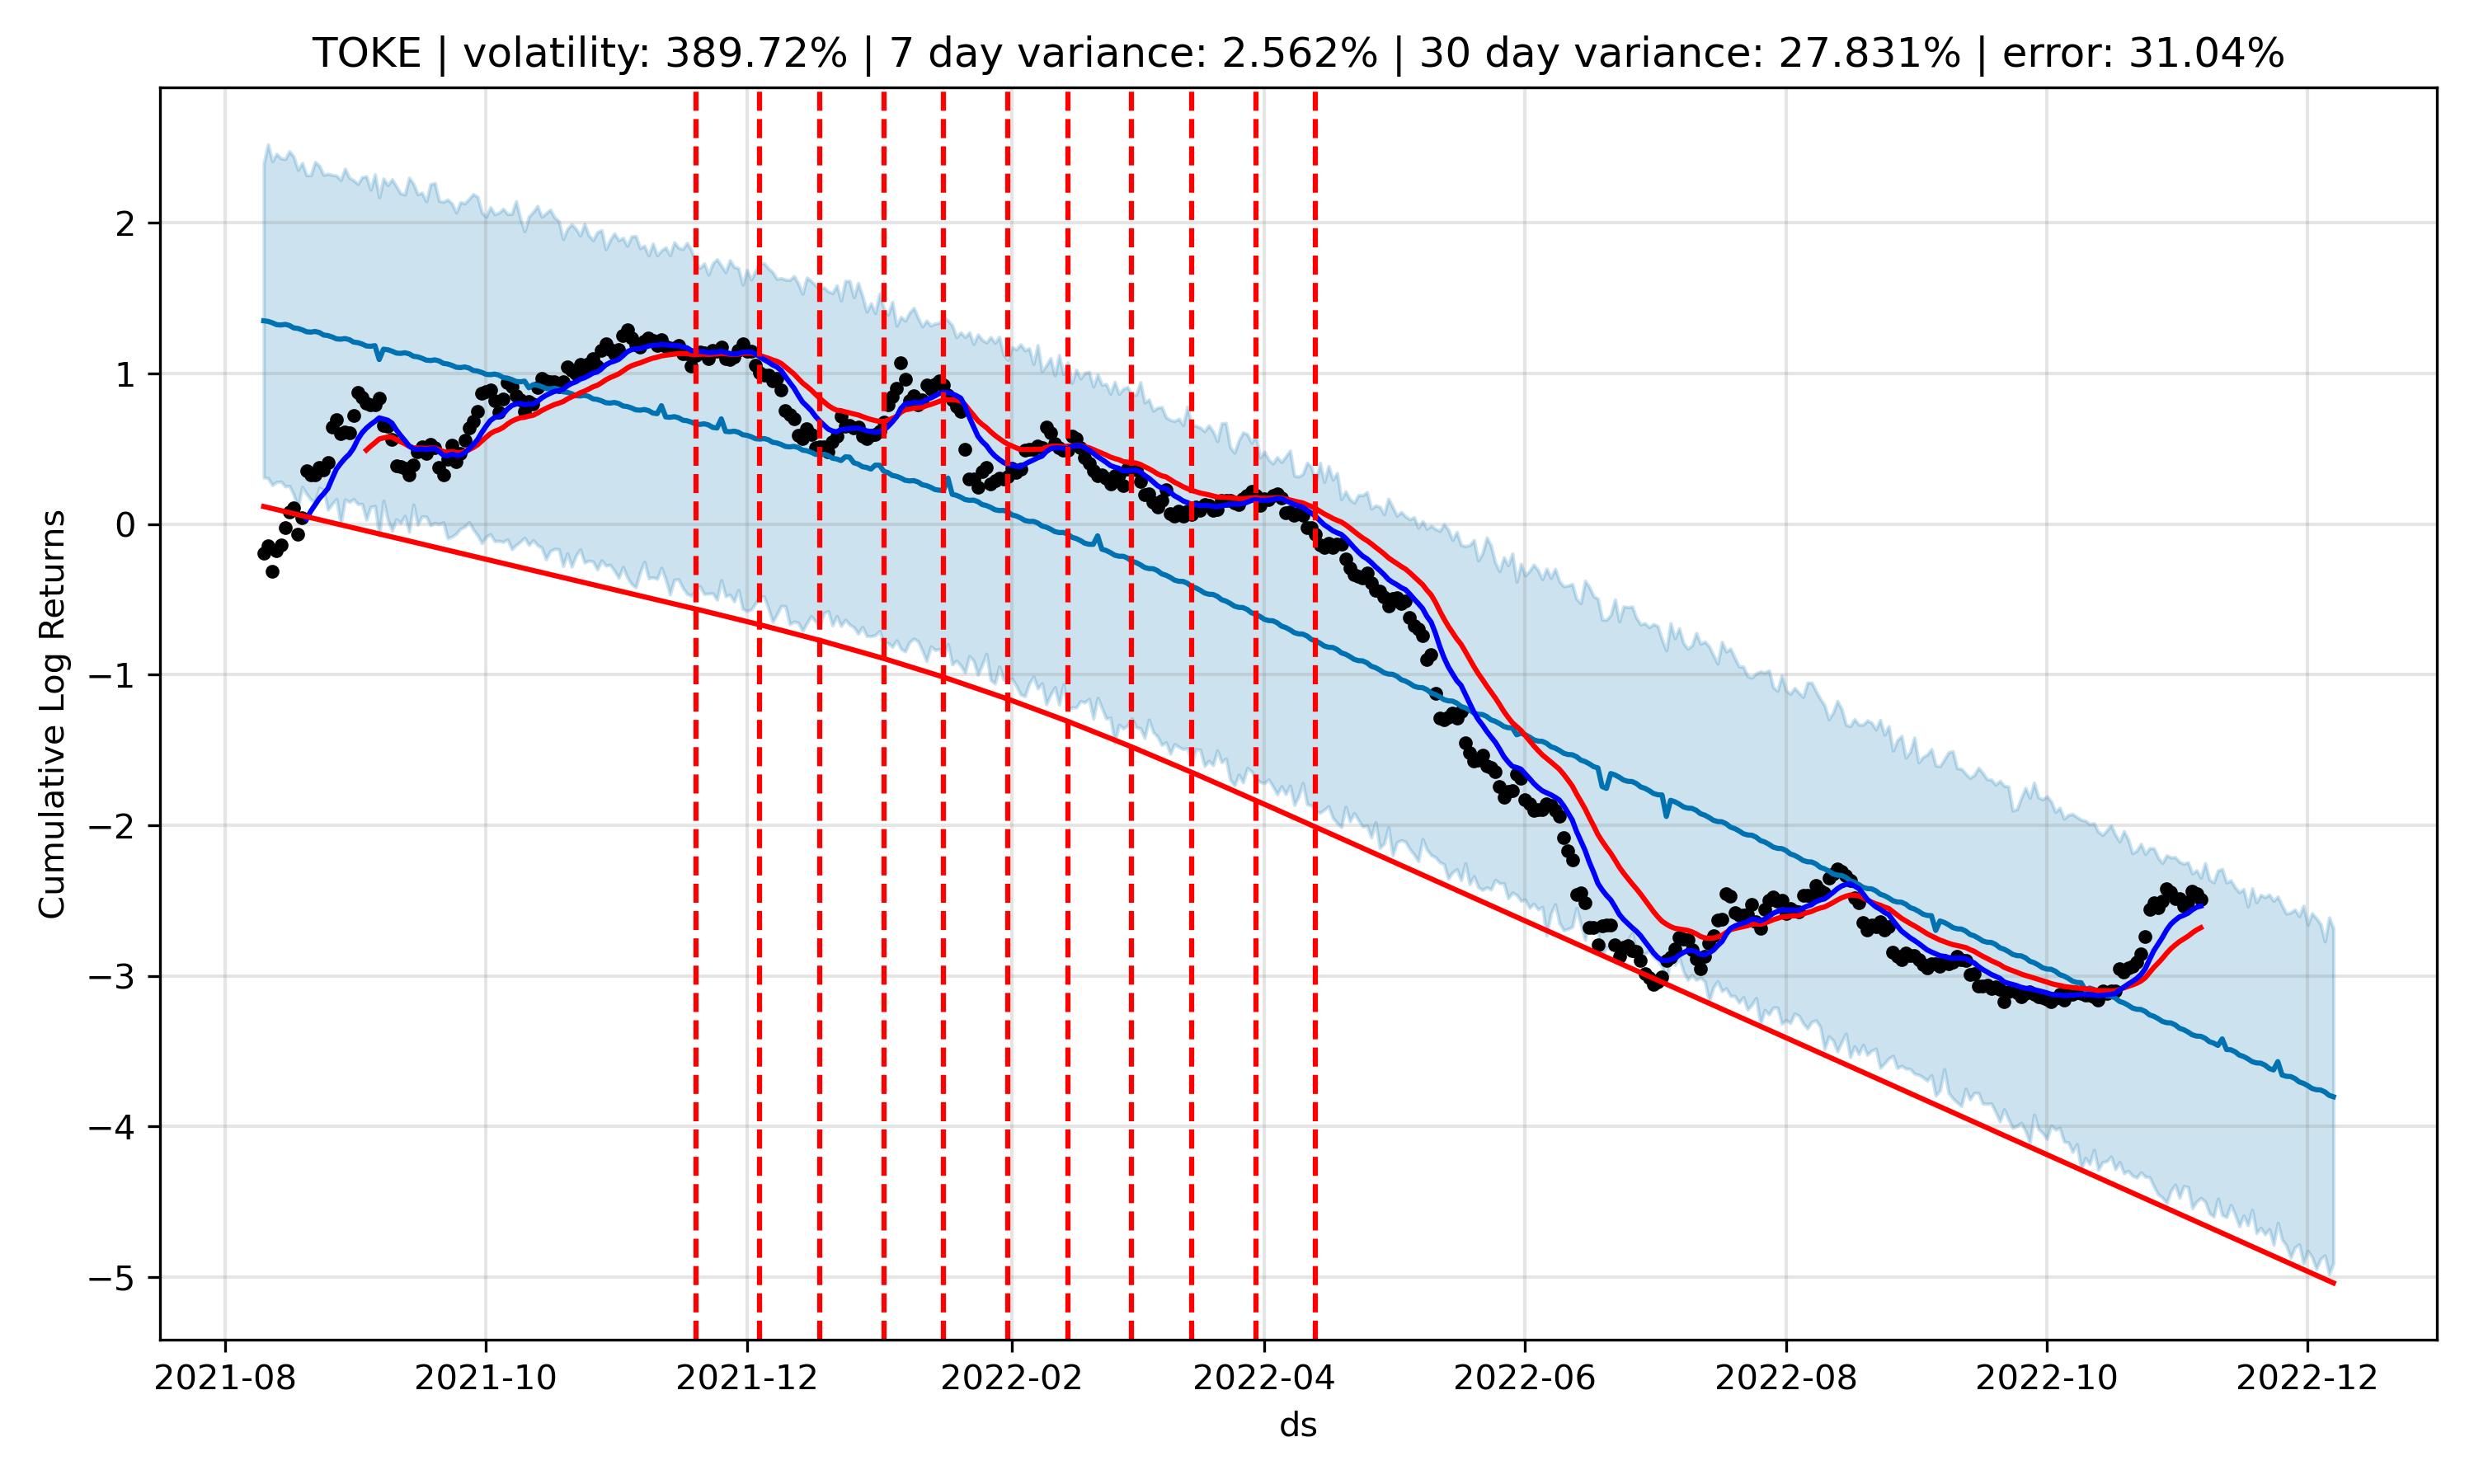 TOKE | volatility: 389.72% | 7 day variance: 2.562% | 30 day variance: 27.831% | error: 31.04%
Cumulative Log Returns
2
1
0
−1
−2
−3
−4
−5
2021-08 2021-10 2021-12 2022-02 2022-04 2022-06 2022-08 2022-10 2022-12
ds